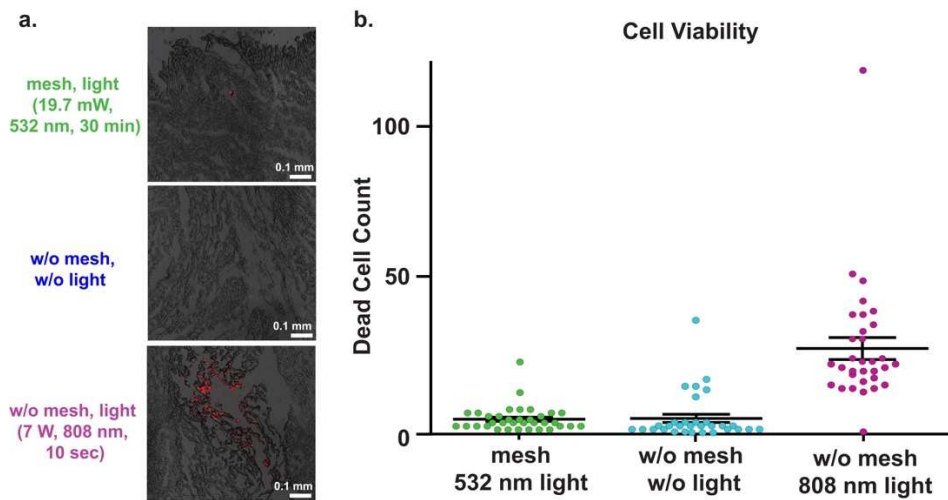 a.
mesh, light
(19.7 mW,
532 nm, 30 min)
0.1 mm
w/o mesh,
w/o light
0.1 mm
w/o mesh, light
(7 W, 808 nm,
10 sec)
0.1 mm
b.
Cell Viability
Dead Cell Count
100
50
0
mesh
532 nm light
w/o mesh
w/o light
w/o mesh
808 nm light